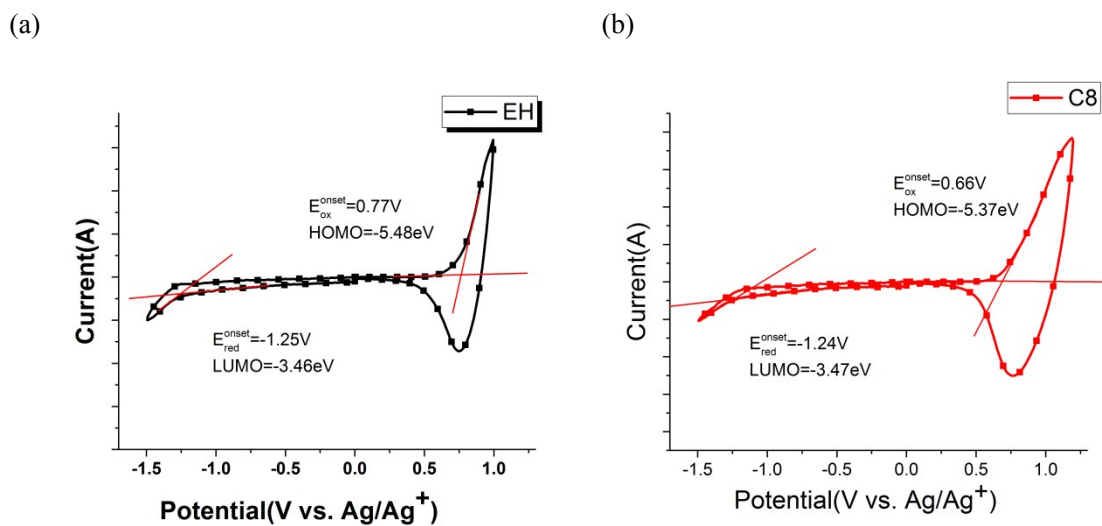 (a)
(b)
EH
E_ox^onset=0.77V
HOMO=-5.48eV
E_red^onset=-1.25V
LUMO=-3.46eV
Current(A)
-1.5 -1.0 -0.5 0.0 0.5 1.0
Potential(V vs. Ag/Ag⁺)
C8
E_ox^onset=0.66V
HOMO=-5.37eV
E_red^onset=-1.24V
LUMO=-3.47eV
Current(A)
-1.5 -1.0 -0.5 0.0 0.5 1.0
Potential(V vs. Ag/Ag⁺)